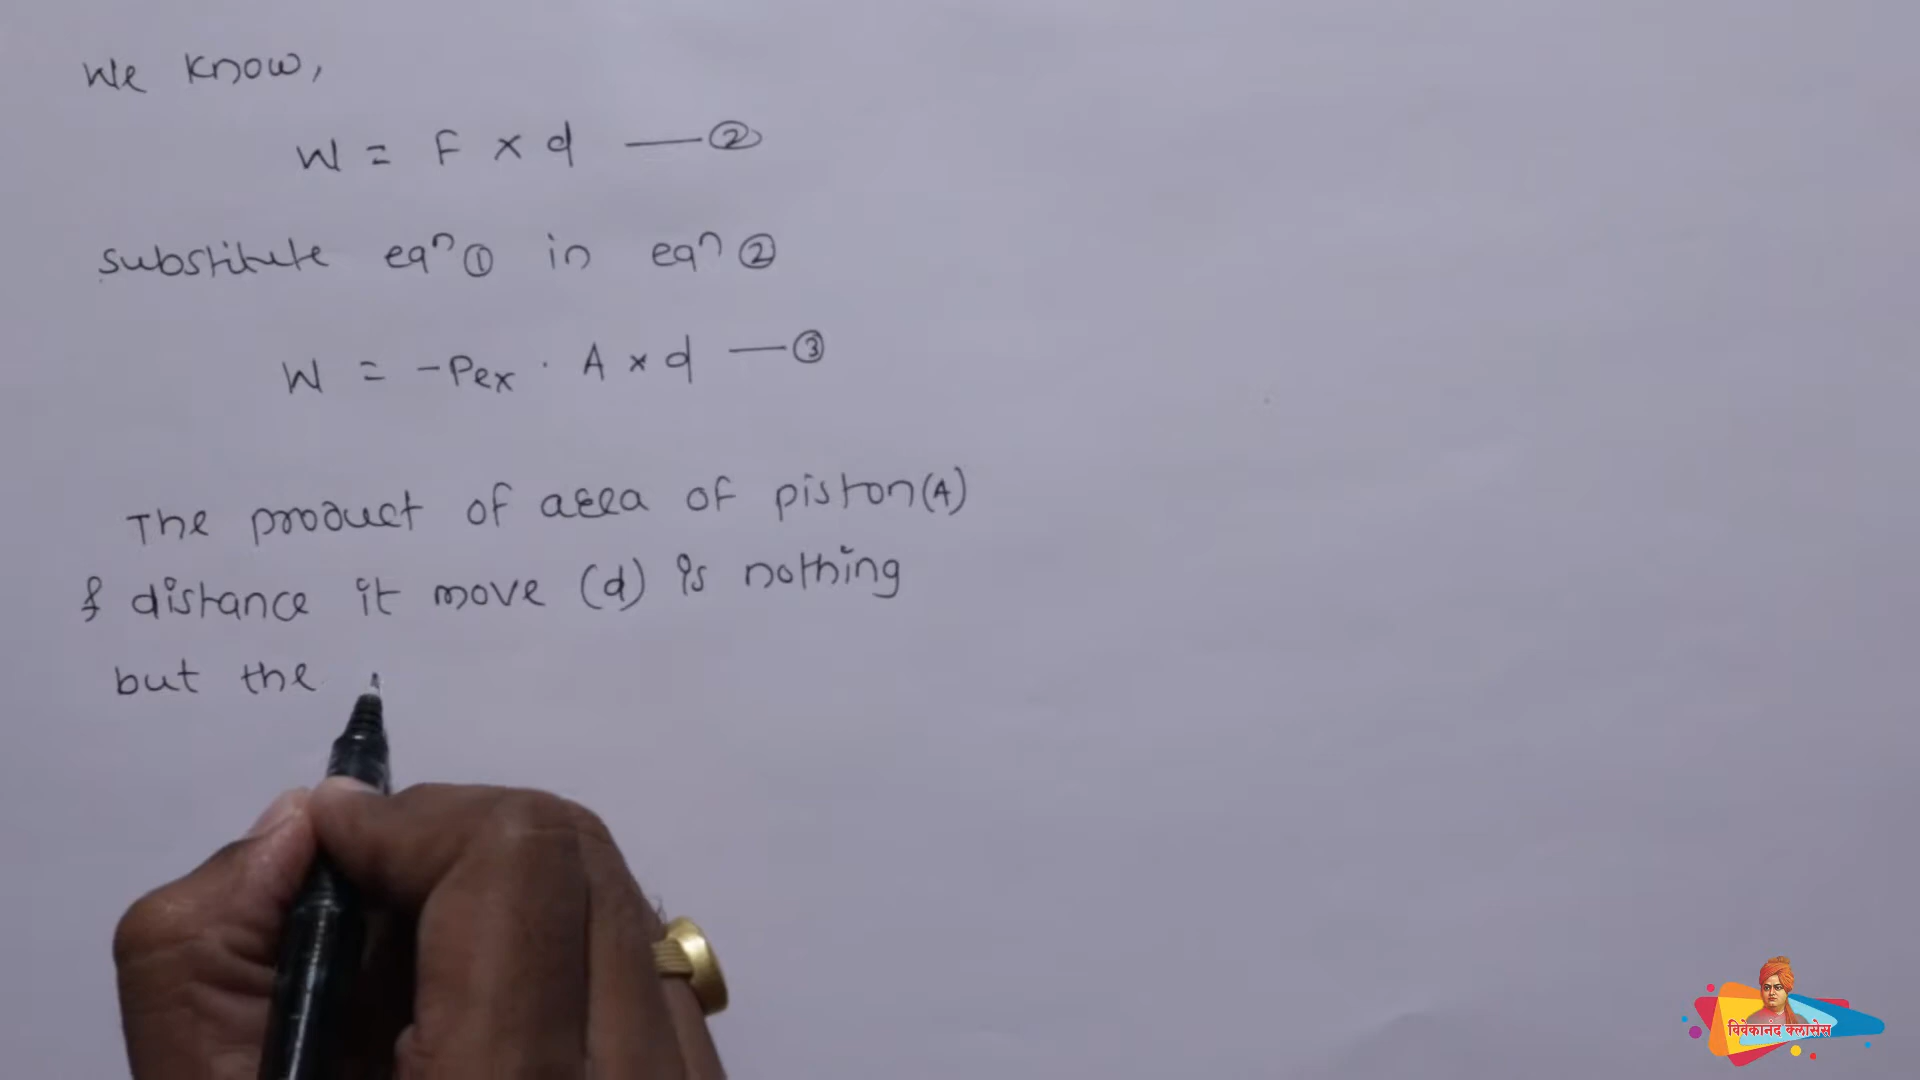 We know,
W = F × d —②
substitute eqⁿ ① in eqⁿ ②
W = -Pex · A × d —③
The product of area of piston (A)
& distance it move (d) is nothing
but the
विवेकानंद क्लासेस